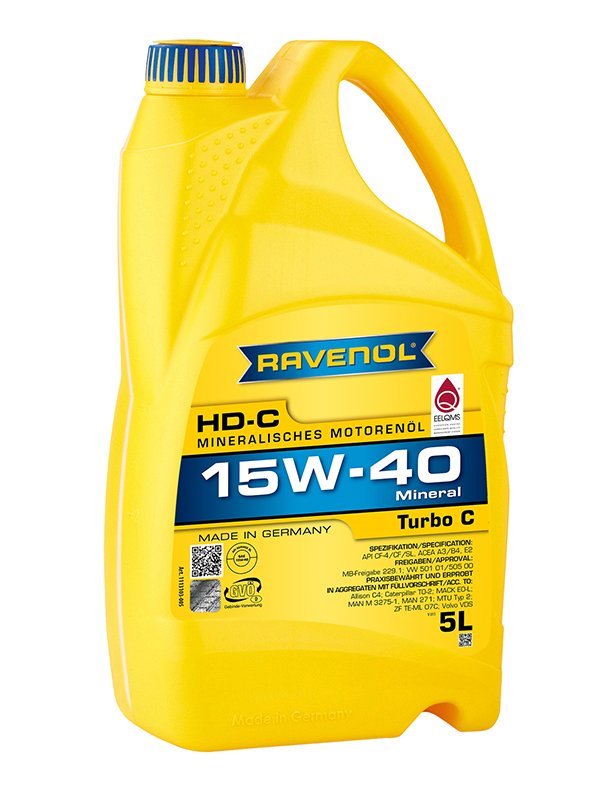 RAVENOL®
EELQMS
HD-C
MINERALISCHES MOTORENÖL
15W-40
Mineral
Turbo C
MADE IN GERMANY
SPEZIFIKATION/SPECIFICATION:
API CF-4/CF/SL, ACEA A3/B4, E2
FREIGABEN/APPROVAL:
MB-Freigabe 229.1; VW 501 01/505 00
PRAXISBEWÄHRT UND ERPROBT
IN AGGREGATEN MIT FÜLLVORSCHRIFT/ACC. TO:
Allison C4; Caterpillar TO-2; MACK EO-L;
MAN M 3275-1, MAN 271; MTU Typ 2;
ZF TE-ML 07C, Volvo VDS
5L
GVÖ
Gebinde-Verwertung
Made in Germany